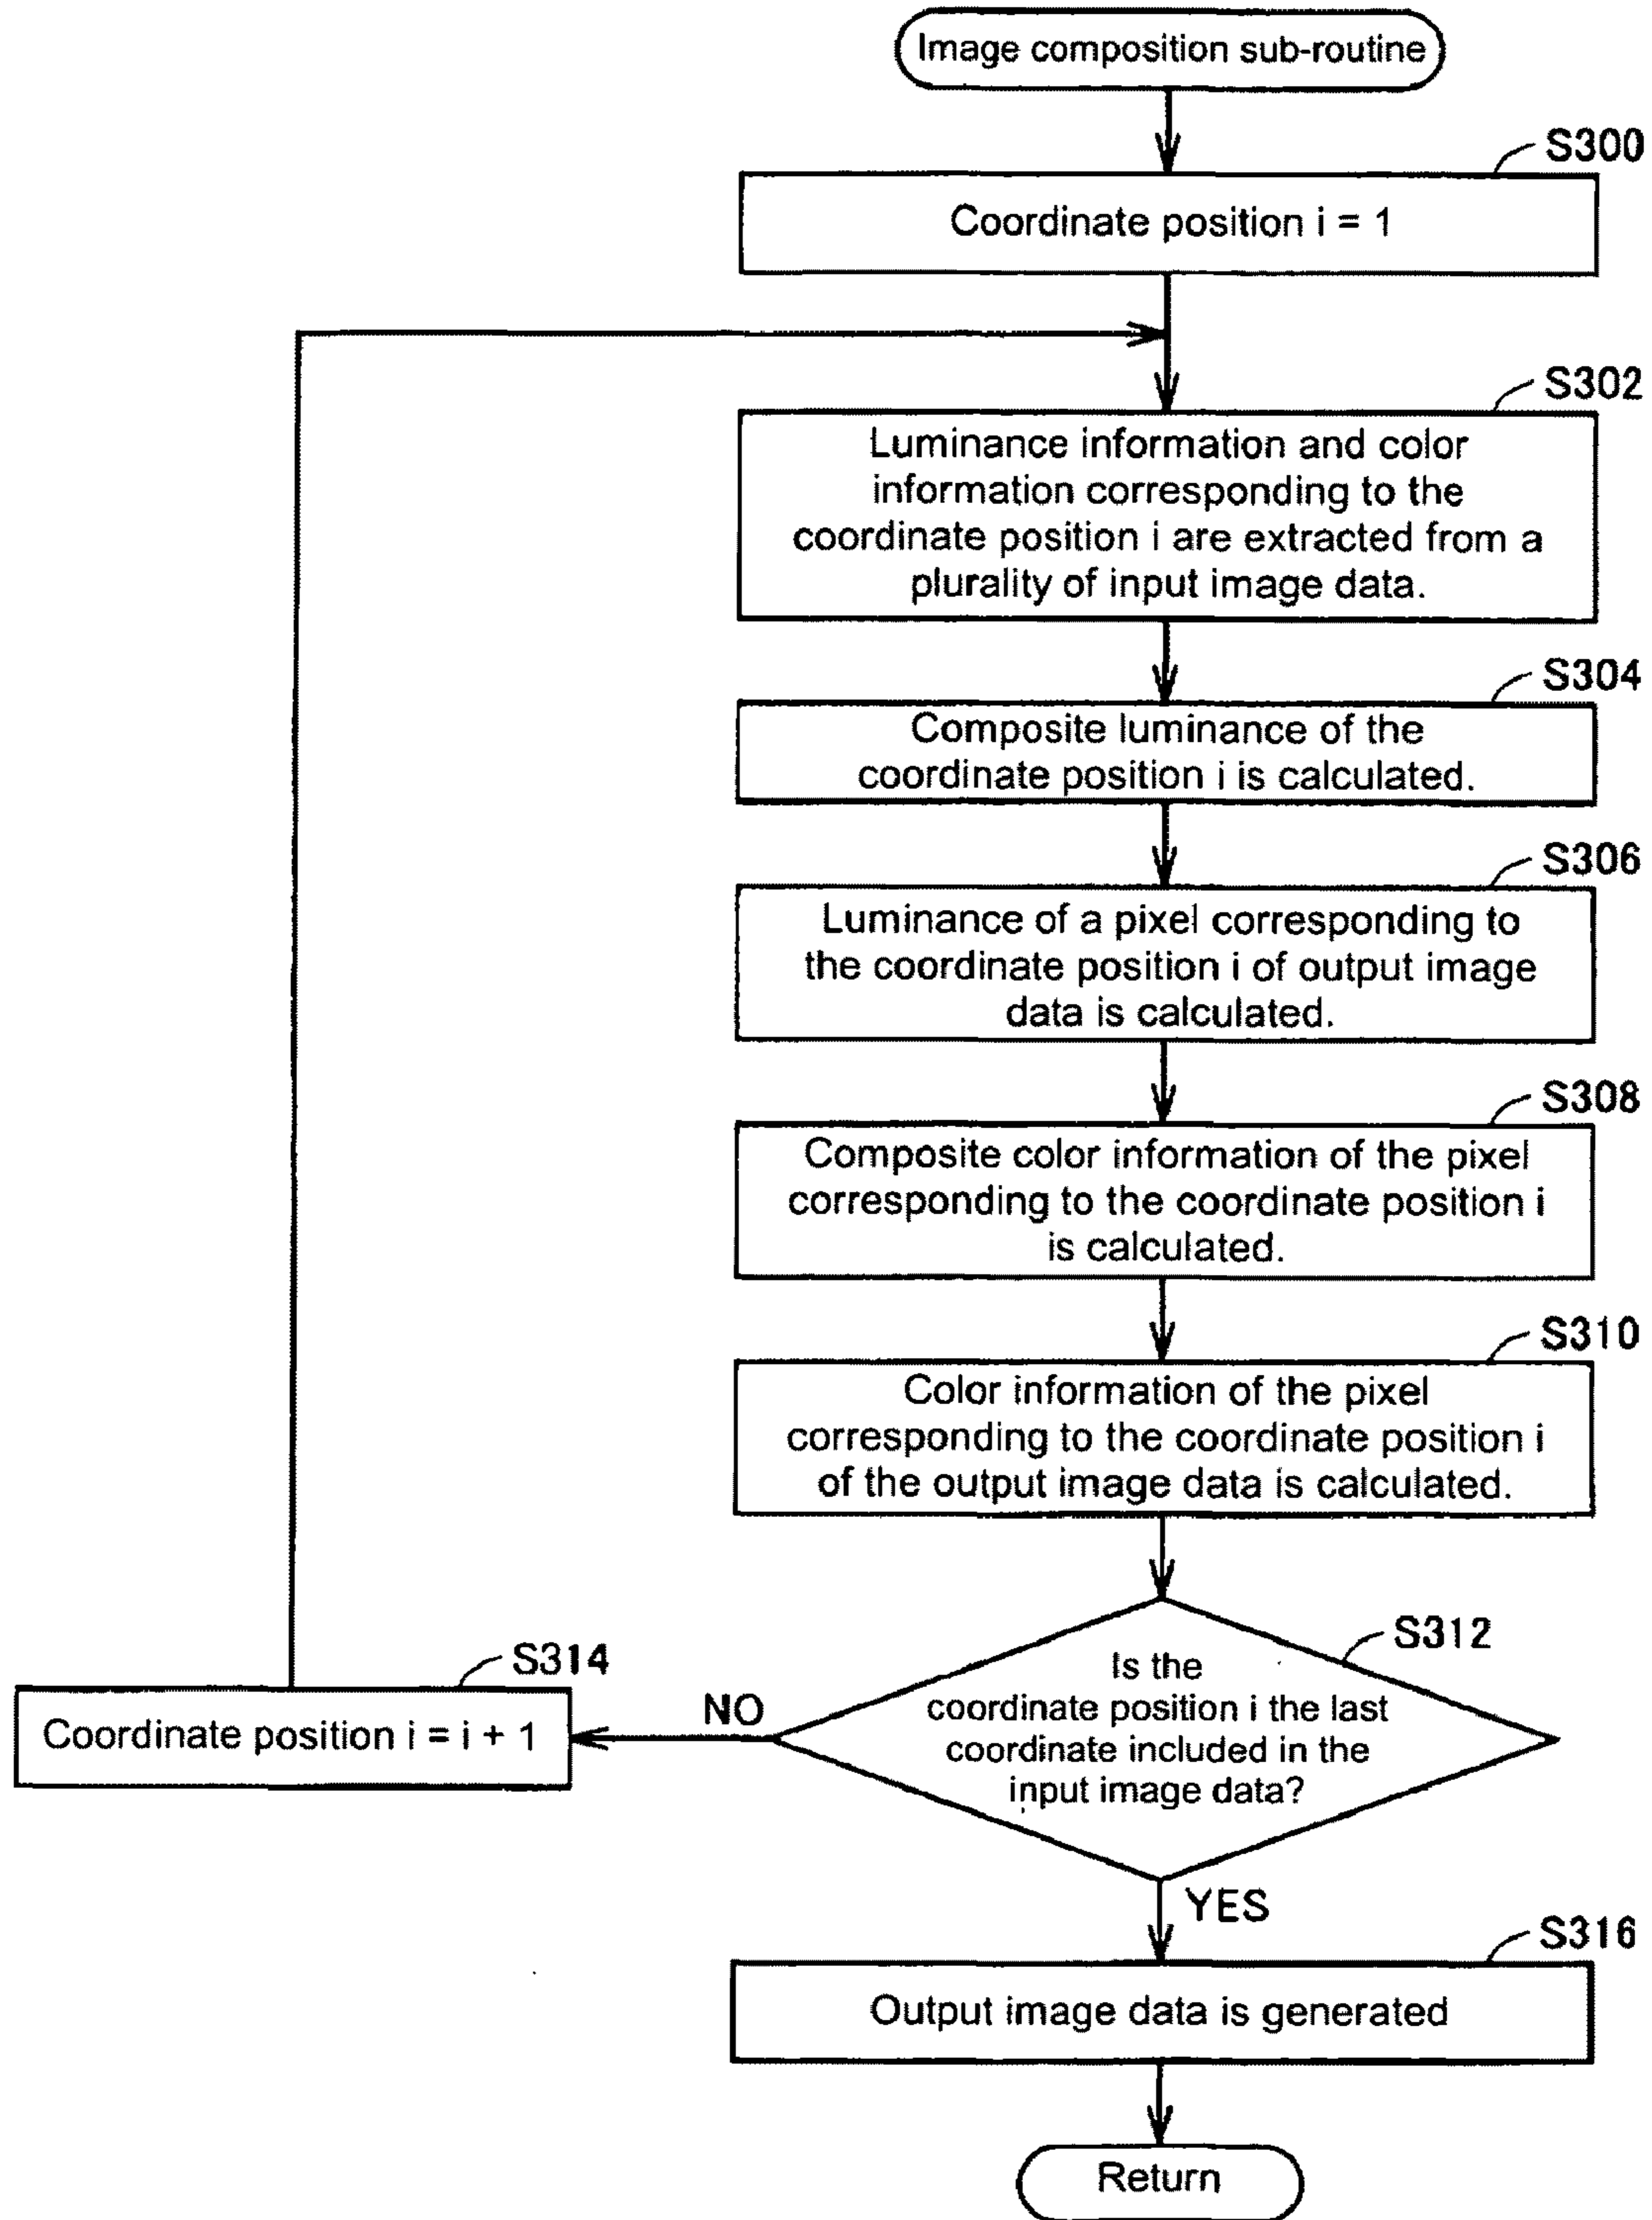 Image composition sub-routine
S300
Coordinate position i = 1
S302
Luminance information and color
information corresponding to the
coordinate position i are extracted from a
plurality of input image data.
S304
Composite luminance of the
coordinate position i is calculated.
S306
Luminance of a pixel corresponding to
the coordinate position i of output image
data is calculated.
S308
Composite color information of the pixel
corresponding to the coordinate position i
is calculated.
S310
Color information of the pixel
corresponding to the coordinate position i
of the output image data is calculated.
S312
Is the
coordinate position i the last
coordinate included in the
input image data?
NO
S314
Coordinate position i = i + 1
YES
S316
Output image data is generated
Return